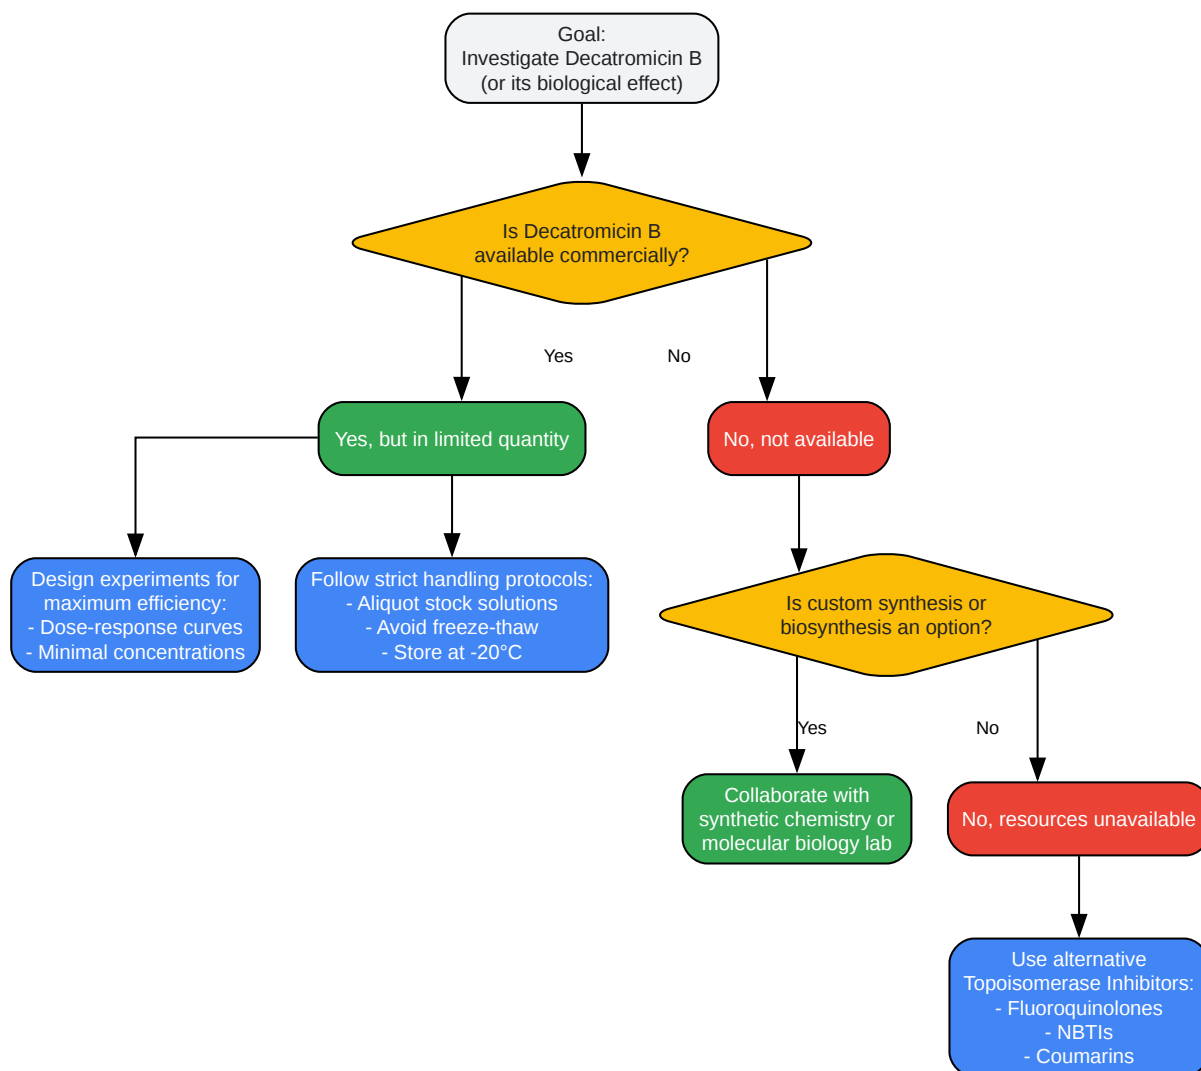 Goal:
Investigate Decatromicin B
(or its biological effect)
Is Decatromicin B
available commercially?
Yes
No
Yes, but in limited quantity
No, not available
Design experiments for
maximum efficiency:
- Dose-response curves
- Minimal concentrations
Follow strict handling protocols:
- Aliquot stock solutions
- Avoid freeze-thaw
- Store at -20°C
Is custom synthesis or
biosynthesis an option?
Yes
No
Collaborate with
synthetic chemistry or
molecular biology lab
No, resources unavailable
Use alternative
Topoisomerase Inhibitors:
- Fluoroquinolones
- NBTIs
- Coumarins